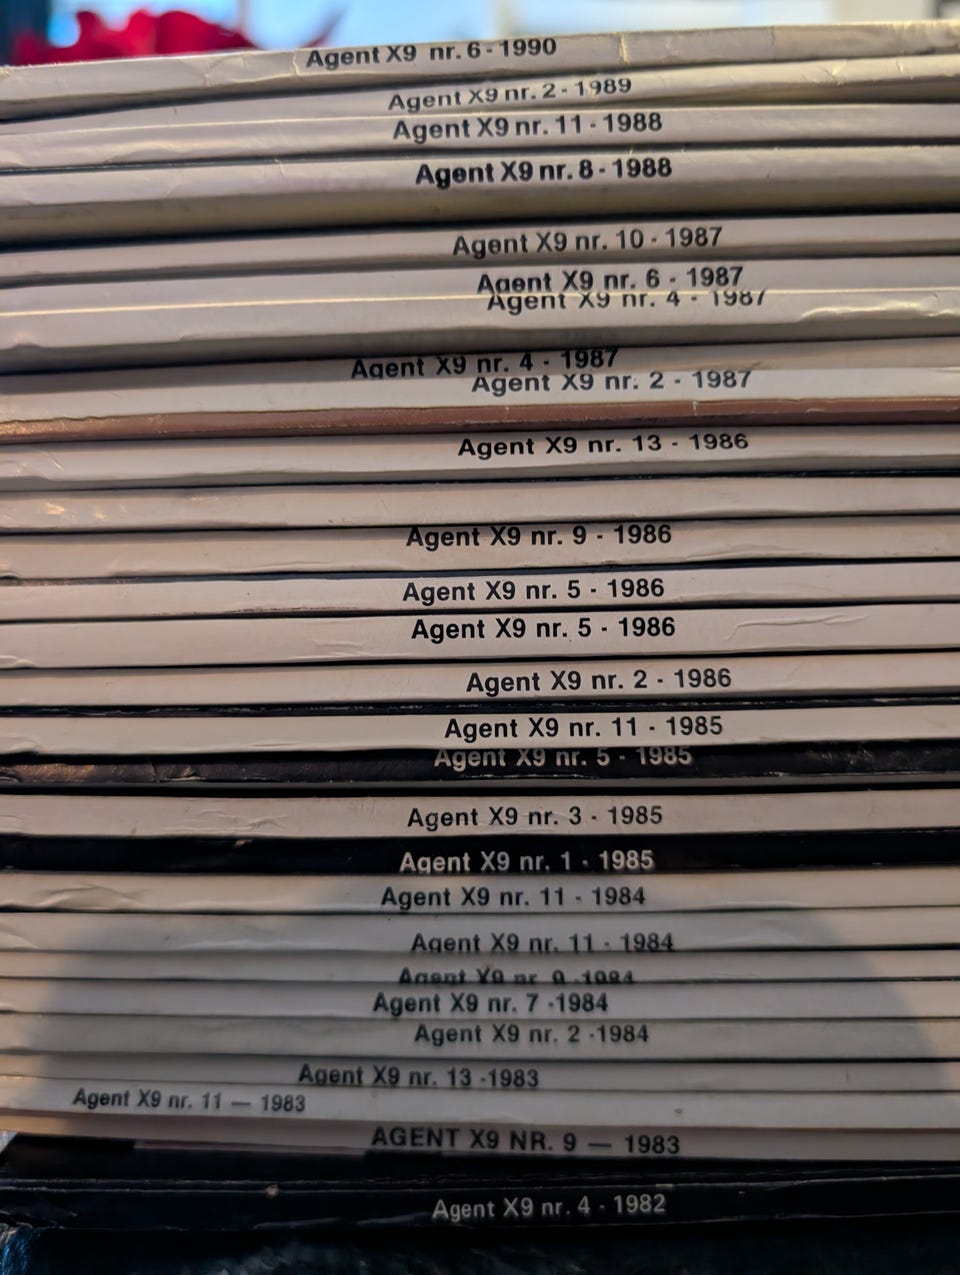 Agent X9 nr. 6 - 1990
Agent X9 nr. 2 - 1989
Agent X9 nr. 11 - 1988
Agent X9 nr. 8 - 1988
Agent X9 nr. 10 - 1987
Agent X9 nr. 6 - 1987
Agent X9 nr. 4 - 1987
Agent X9 nr. 4 - 1987
Agent X9 nr. 2 - 1987
Agent X9 nr. 13 - 1986
Agent X9 nr. 9 - 1986
Agent X9 nr. 5 - 1986
Agent X9 nr. 5 - 1986
Agent X9 nr. 2 - 1986
Agent X9 nr. 11 - 1985
Agent X9 nr. 5 - 1985
Agent X9 nr. 3 - 1985
Agent X9 nr. 1 - 1985
Agent X9 nr. 11 - 1984
Agent X9 nr. 11 - 1984
Agent X9 nr. -1984
Agent X9 nr. 7 -1984
Agent X9 nr. 2 -1984
Agent X9 nr. 13 -1983
Agent X9 nr. 11 — 1983
AGENT X9 NR. 9 — 1983
Agent X9 nr. 4 - 1982